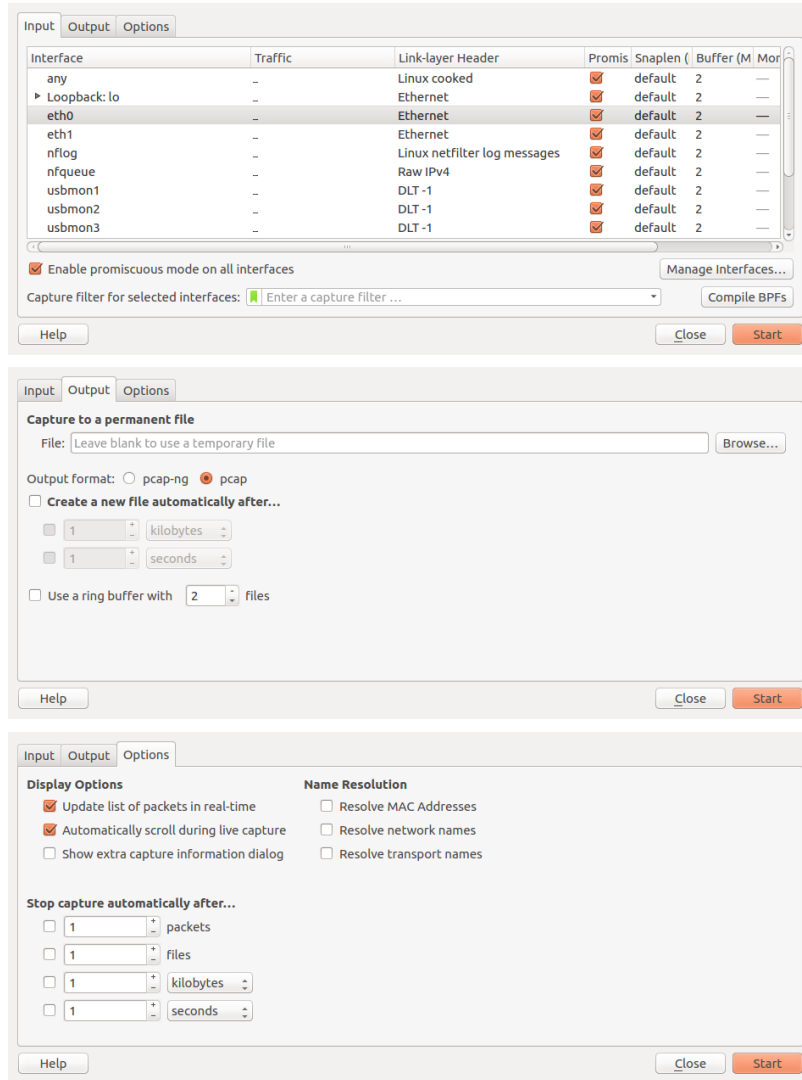 Input Output Options
Interface Traffic Link-layer Header Promis Snaplen ( Buffer (M Mor
any – Linux cooked default 2 —
Loopback: lo – Ethernet default 2 —
eth0 – Ethernet default 2 —
eth1 – Ethernet default 2 —
nflog – Linux netfilter log messages default 2 —
nfqueue – Raw IPv4 default 2 —
usbmon1 – DLT -1 default 2 —
usbmon2 – DLT -1 default 2 —
usbmon3 – DLT -1 default 2 —
Enable promiscuous mode on all interfaces Manage Interfaces...
Capture filter for selected interfaces: Enter a capture filter ... Compile BPFs
Help Close Start
Input Output Options
Capture to a permanent file
File: Leave blank to use a temporary file Browse...
Output format: pcap-ng pcap
Create a new file automatically after...
1 kilobytes
1 seconds
Use a ring buffer with 2 files
Help Close Start
Input Output Options
Display Options Name Resolution
Update list of packets in real-time Resolve MAC Addresses
Automatically scroll during live capture Resolve network names
Show extra capture information dialog Resolve transport names
Stop capture automatically after...
1 packets
1 files
1 kilobytes
1 seconds
Help Close Start